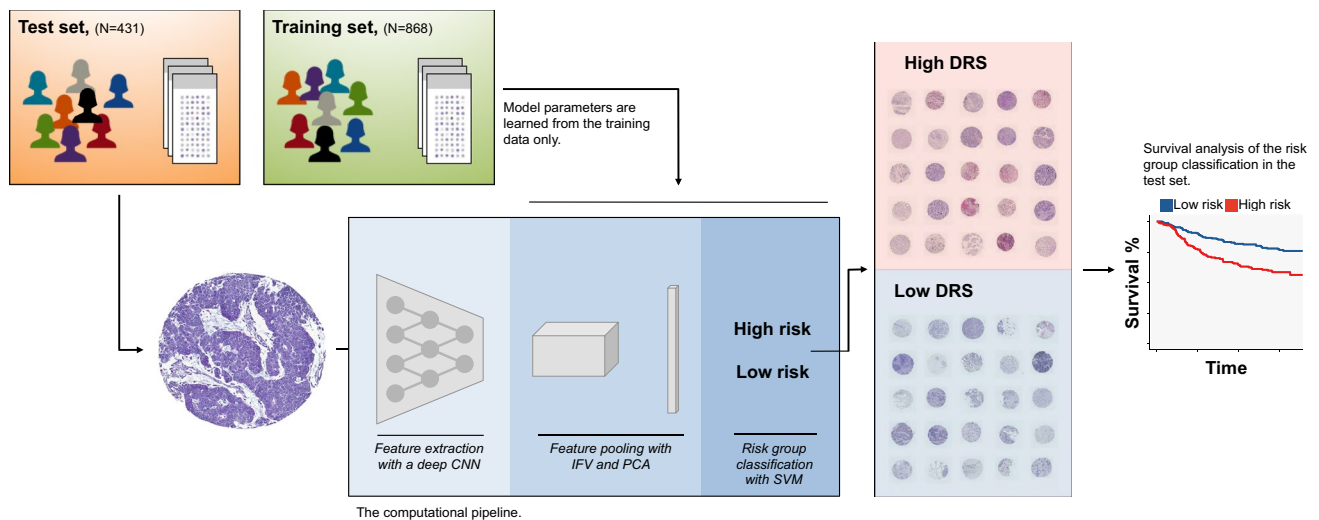 Test set, (N=431)
Training set, (N=868)
Model parameters are
learned from the training
data only.
High risk
Low risk
Feature extraction
with a deep CNN
Feature pooling with
IFV and PCA
Risk group
classification
with SVM
The computational pipeline.
High DRS
Low DRS
Survival analysis of the risk
group classification in the
test set.
Low risk High risk
Survival %
Time